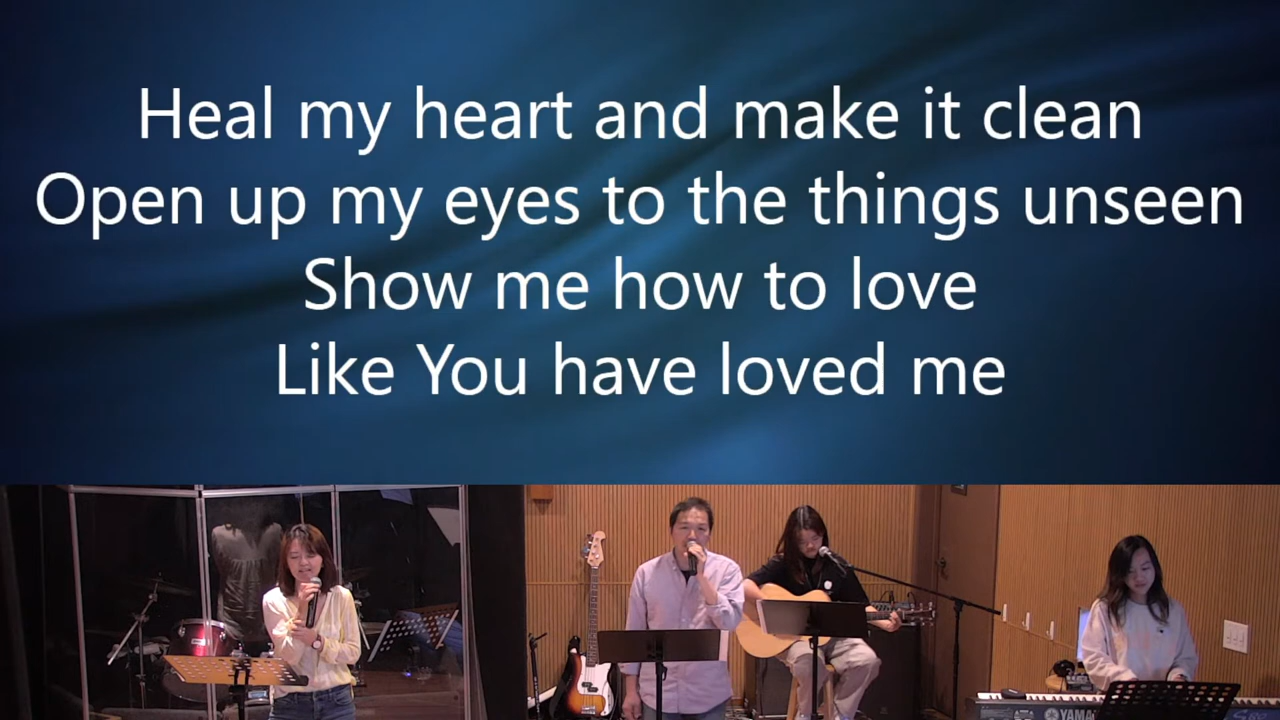 Heal my heart and make it clean
Open up my eyes to the things unseen
Show me how to love
Like You have loved me
YAMA